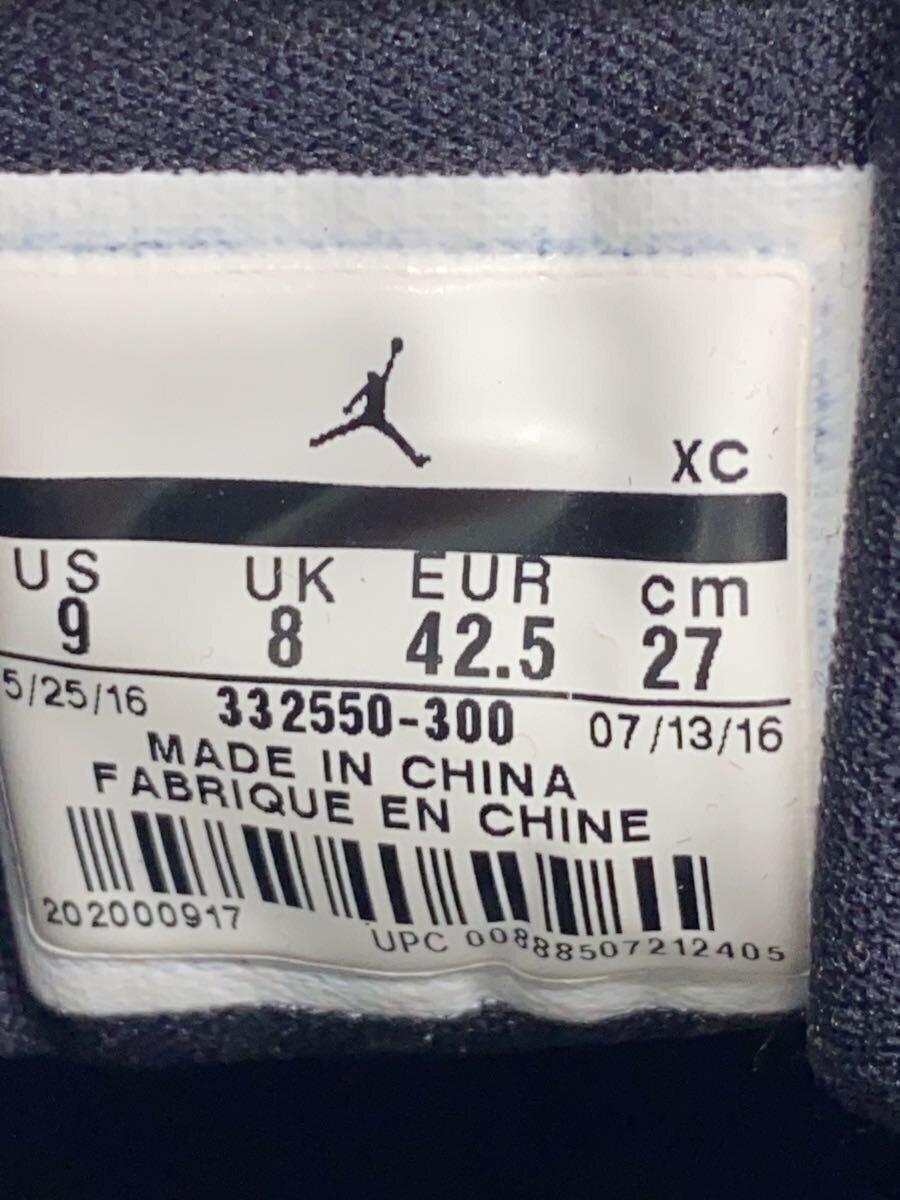 XC
US UK EUR cm
9 8 42.5 27
5/25/16 332550-300 07/13/16
MADE IN CHINA
FABRIQUE EN CHINE
202000917
UPC 00888507212405